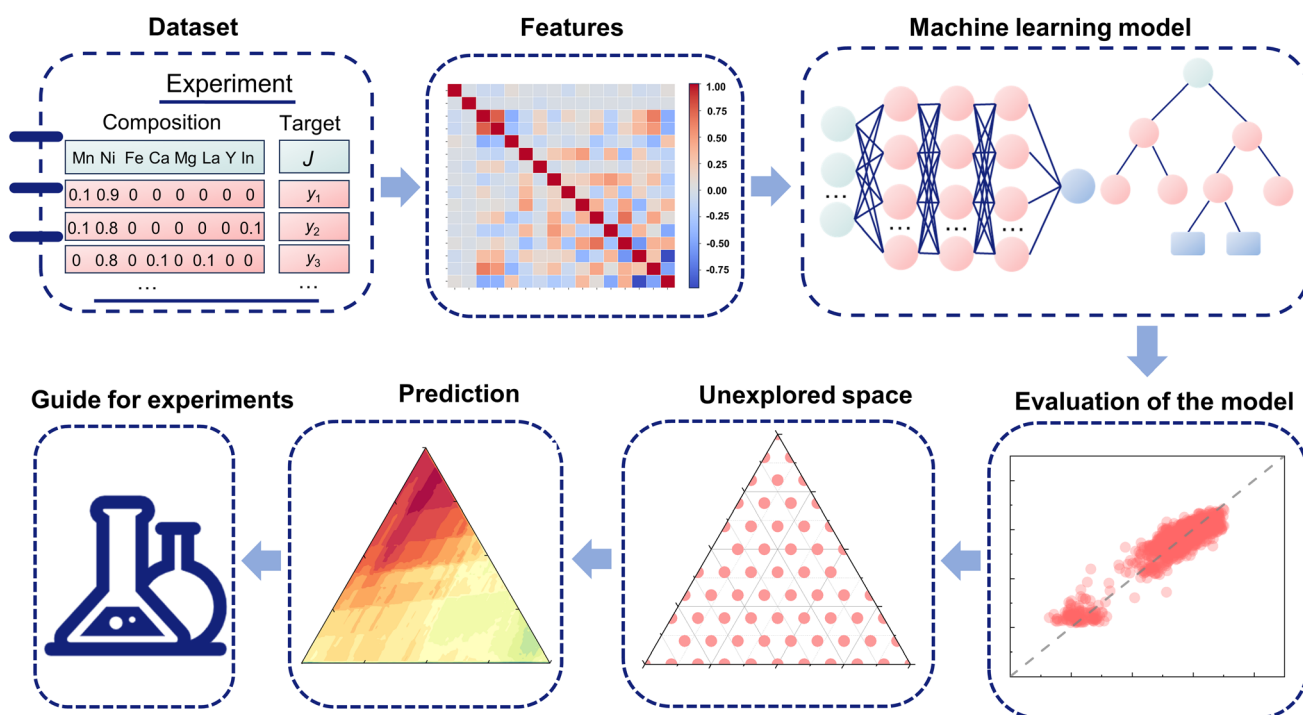 Dataset
Experiment
Composition Target
Mn Ni Fe Ca Mg La Y In J
0.1 0.9 0 0 0 0 0 0 y1
0.1 0.8 0 0 0 0 0 0.1 y2
0 0.8 0 0.1 0 0.1 0 0 y3
... ...
Features
1.00
0.75
0.50
0.25
0.00
-0.25
-0.50
-0.75
Machine learning model
... ... ... ...
Guide for experiments
Prediction
Unexplored space
Evaluation of the model